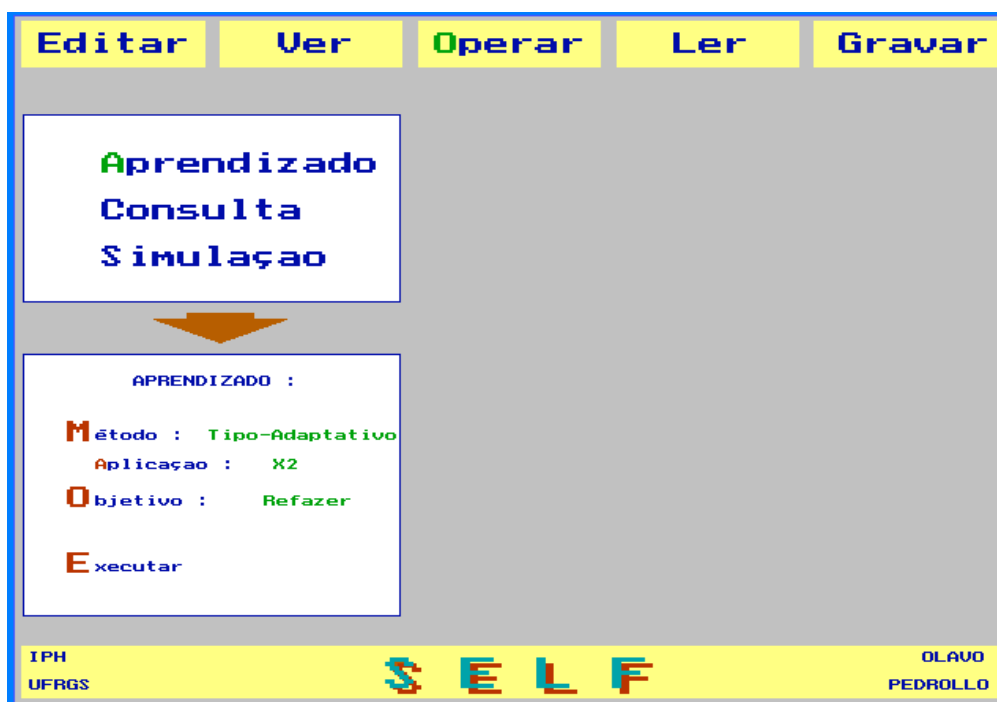 Editar Ver Operar Ler Gravar
Aprendizado
Consulta
Simulaçao
APRENDIZADO :
Método : Tipo-Adaptativo
Aplicaçao : X2
Objetivo : Refazer
Executar
IPH
UFRGS
SELF
OLAVO
PEDROLLO